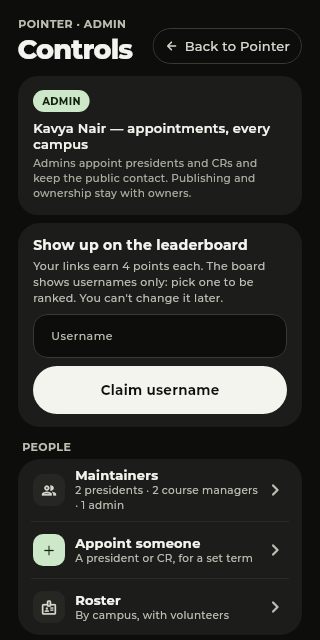 POINTER · ADMIN
Controls
← Back to Pointer
ADMIN
Kavya Nair — appointments, every
campus
Admins appoint presidents and CRs and
keep the public contact. Publishing and
ownership stay with owners.
Show up on the leaderboard
Your links earn 4 points each. The board
shows usernames only: pick one to be
ranked. You can't change it later.
Username
Claim username
PEOPLE
Maintainers
2 presidents · 2 course managers
· 1 admin
Appoint someone
A president or CR, for a set term
Roster
By campus, with volunteers